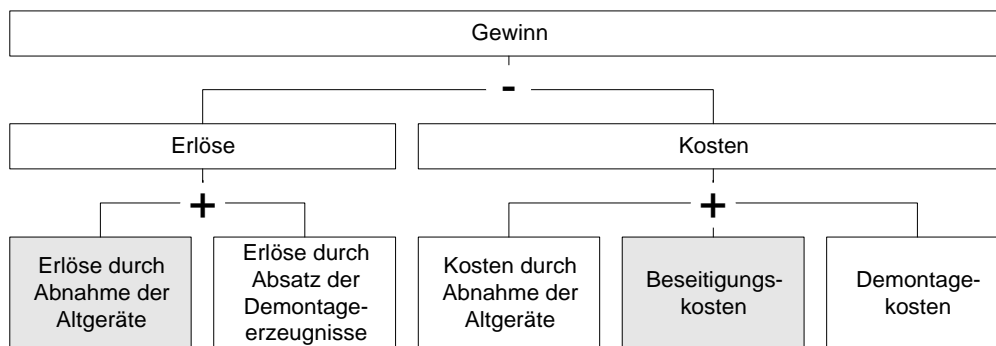 Gewinn
-
Erlöse
Kosten
+
+
Erlöse durch
Abnahme der
Altgeräte
Erlöse durch
Absatz der
Demontage-
erzeugnisse
Kosten durch
Abnahme der
Altgeräte
Beseitigungs-
kosten
Demontage-
kosten